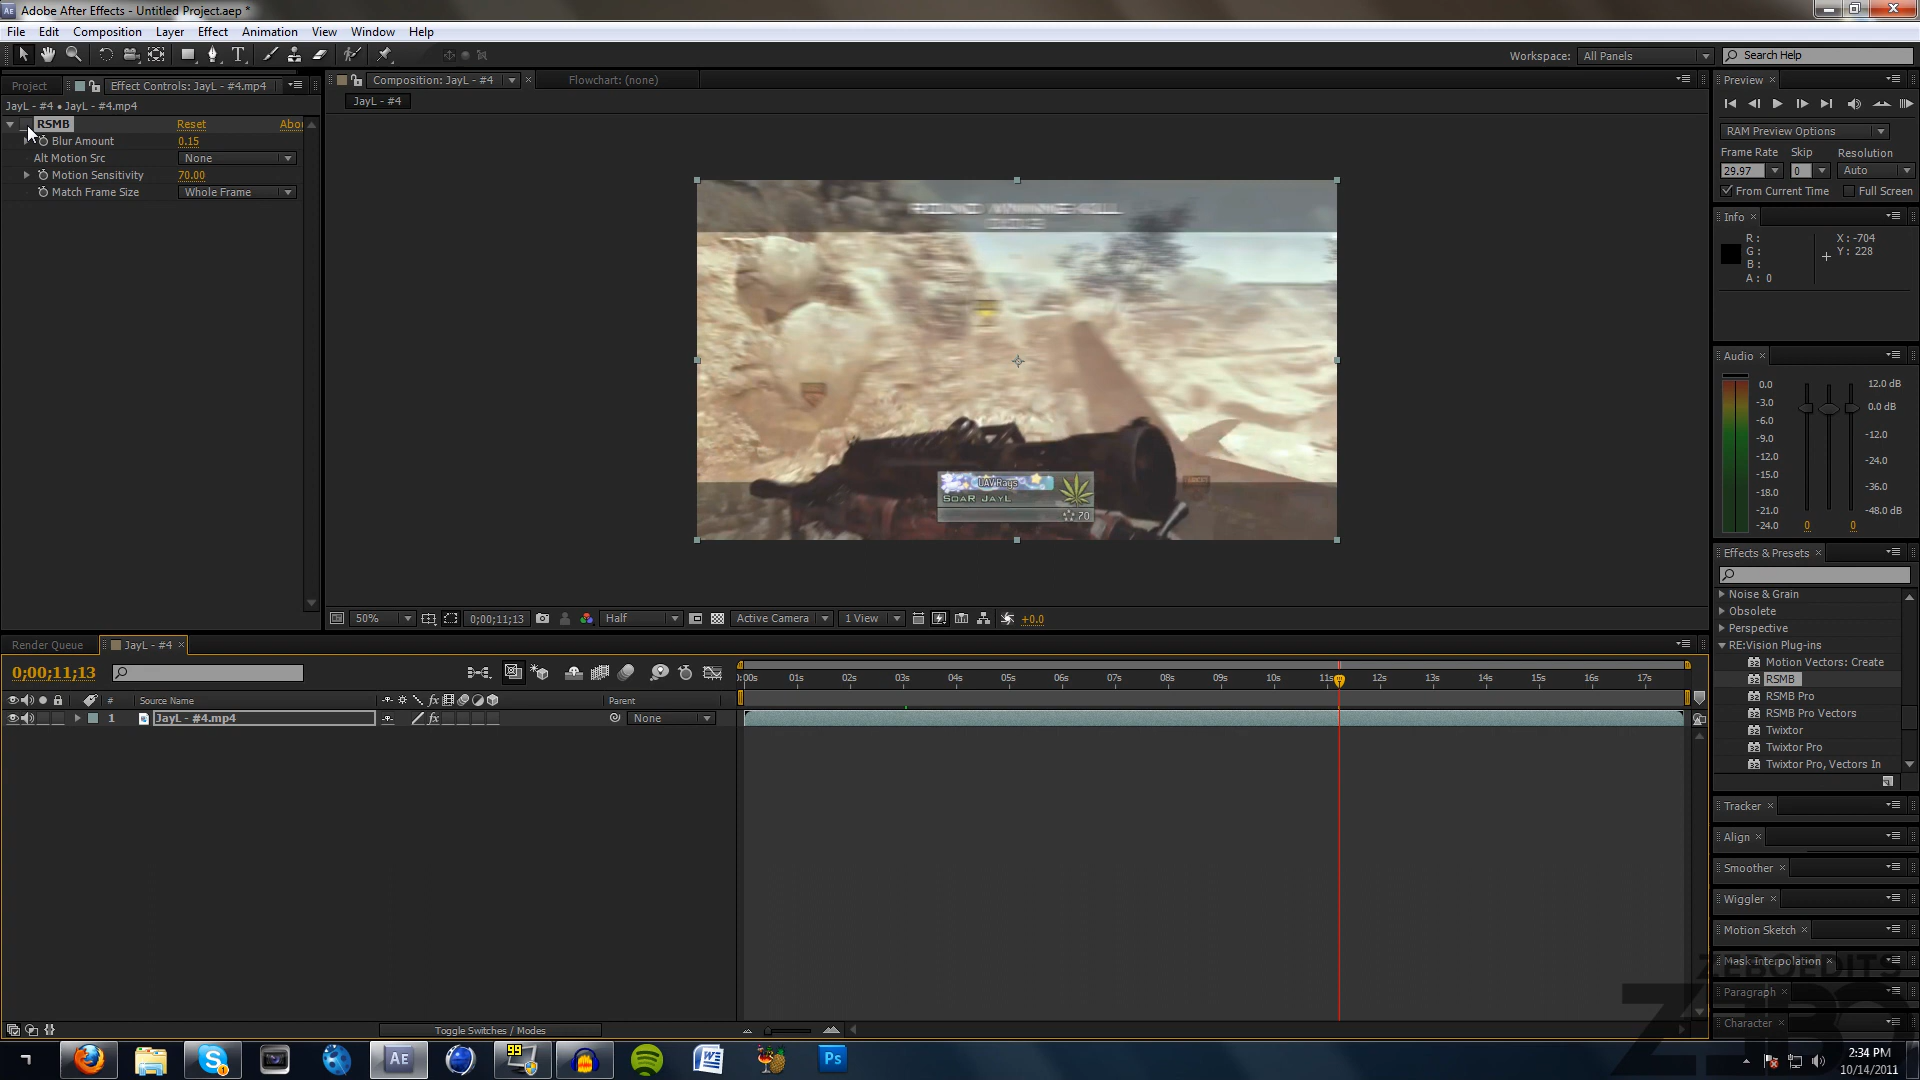 Adobe After Effects - Untitled Project.aep *
File Edit Composition Layer Effect Animation View Window Help
Workspace: All Panels Search Help
Project Effect Controls: JayL - #4.mp4
Composition: JayL - #4 Flowchart: (none)
JayL - #4 • JayL - #4.mp4
JayL - #4
RSMB Reset Abou
Blur Amount 0.15
Alt Motion Src None
Motion Sensitivity 70.00
Match Frame Size Whole Frame
UAV Rays
SoaR JayL
70
50% 0;00;11;13 Half Active Camera 1 View +0.0
Preview
RAM Preview Options
Frame Rate Skip Resolution
29.97 0 Auto
From Current Time Full Screen
Info
R : X : -704
G : Y : 228
B :
A : 0
Audio
0.0 12.0 dB
-3.0 0.0 dB
-6.0
-9.0 -12.0
-12.0 -24.0
-15.0
-18.0 -36.0
-21.0 -48.0 dB
-24.0 0 0
Effects & Presets
Noise & Grain
Obsolete
Perspective
RE:Vision Plug-ins
Motion Vectors: Create
RSMB
RSMB Pro
RSMB Pro Vectors
Twixtor
Twixtor Pro
Twixtor Pro, Vectors In
Tracker
Align
Smoother
Wiggler
Motion Sketch
Mask Interpolation
Paragraph
Character
ZEBOEDITS
ZEBO
Render Queue JayL - #4
0;00;11;13
:00s 01s 02s 03s 04s 05s 06s 07s 08s 09s 10s 11s 12s 13s 14s 15s 16s 17s
# Source Name Parent
1 JayL - #4.mp4 None
Toggle Switches / Modes
Ae 99 Ps
2:34 PM
10/14/2011